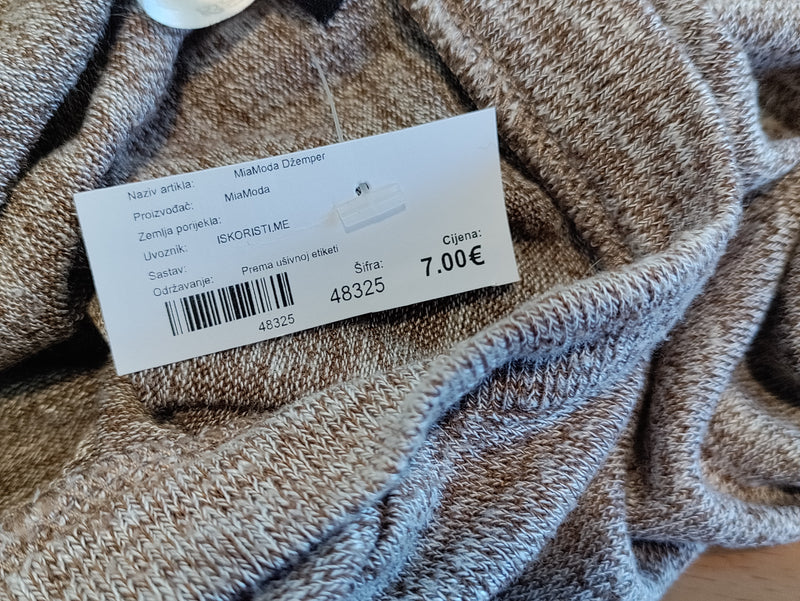 Naziv artikla: MiaModa Džemper
Proizvođač: MiaModa
Zemlja porijekla:
Uvoznik: ISKORISTI.ME
Sastav:
Održavanje: Prema ušivnoj etiketi
48325
Šifra:
48325
Cijena:
7.00€